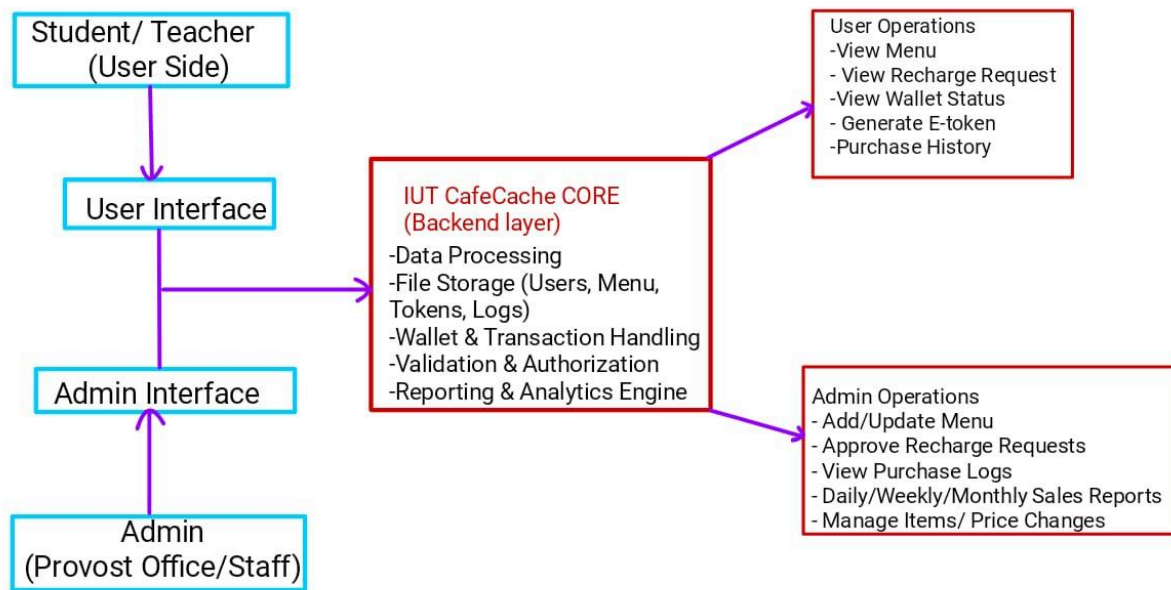 Student/ Teacher
(User Side)
User Interface
Admin Interface
Admin
(Provost Office/Staff)
IUT CafeCache CORE
(Backend layer)
-Data Processing
-File Storage (Users, Menu,
Tokens, Logs)
-Wallet & Transaction Handling
-Validation & Authorization
-Reporting & Analytics Engine
User Operations
-View Menu
- View Recharge Request
-View Wallet Status
- Generate E-token
-Purchase History
Admin Operations
- Add/Update Menu
- Approve Recharge Requests
- View Purchase Logs
- Daily/Weekly/Monthly Sales Reports
- Manage Items/ Price Changes